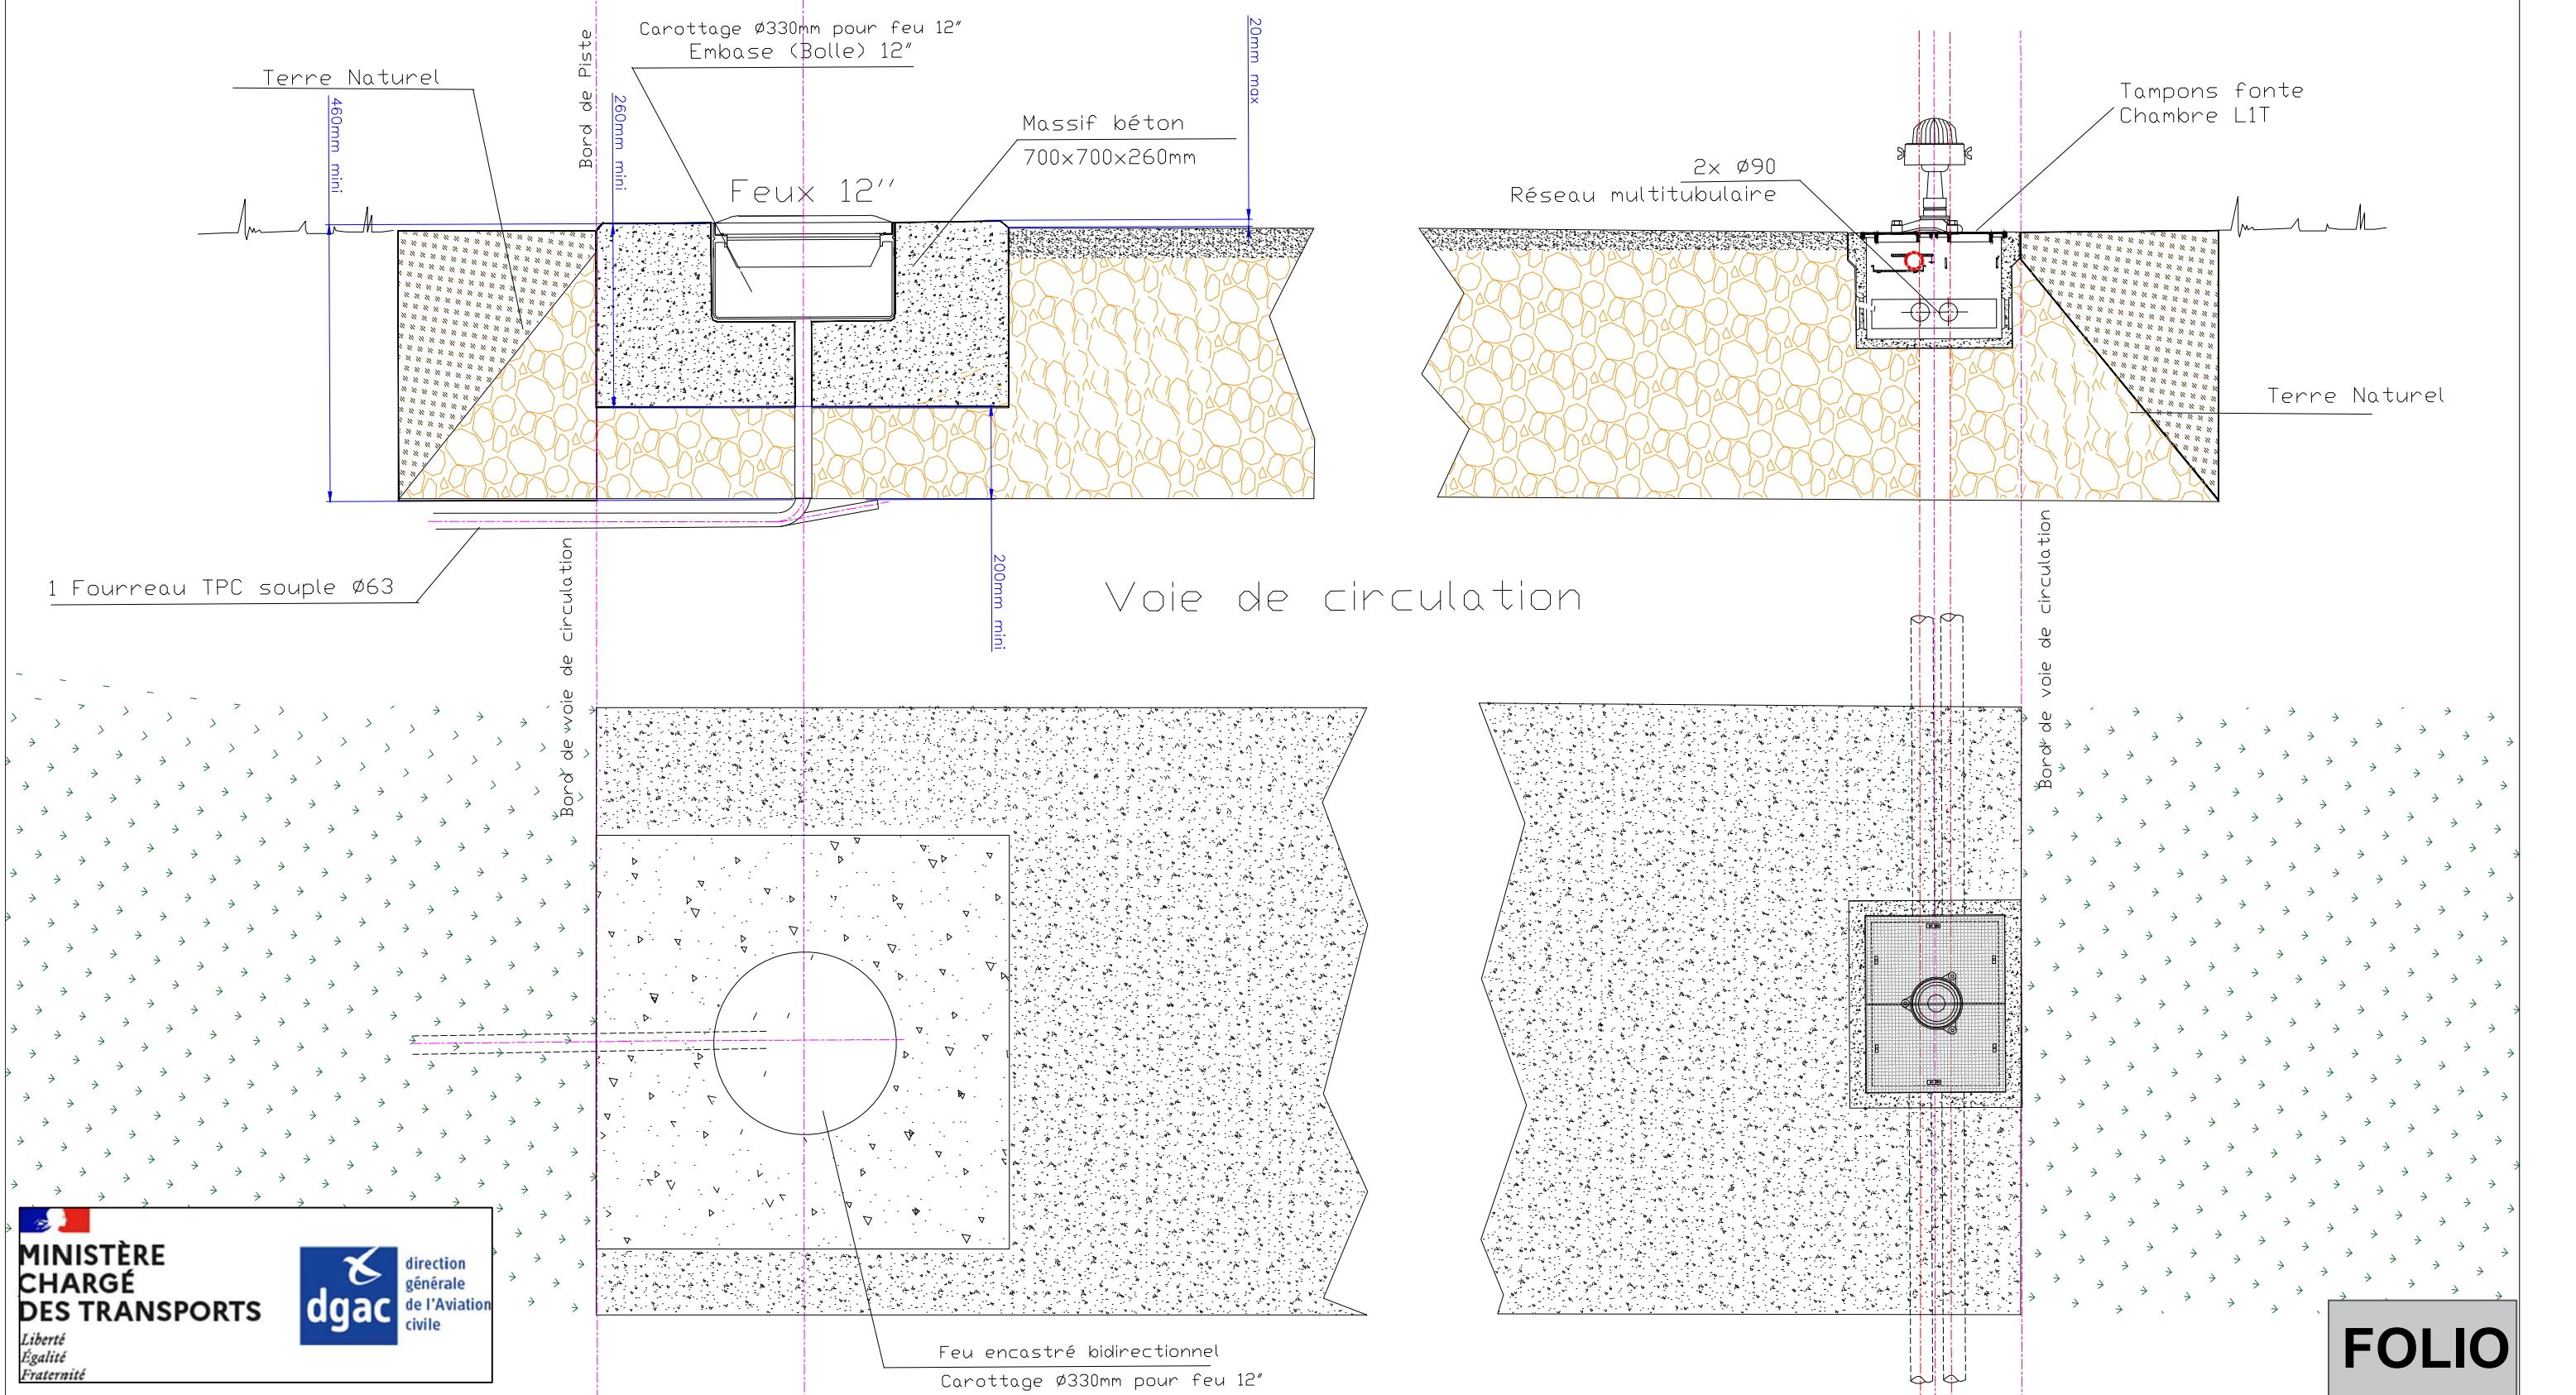 Carottage Ø330mm pour feu 12"
Embase (Bolle) 12"
Terre Naturel
Bord de Piste
460mm mini
260mm mini
20mm max
Massif béton
700x700x260mm
Feux 12''
Tampons fonte
Chambre L1T
2x Ø90
Réseau multitubulaire
Terre Naturel
1 Fourreau TPC souple Ø63
200mm mini
Voie de circulation
Bord de voie de circulation
Bord de voie de circulation
MINISTÈRE
CHARGÉ
DES TRANSPORTS
Liberté
Égalité
Fraternité
dgac
direction
générale
de l'Aviation
civile
Feu encastré bidirectionnel
Carottage Ø330mm pour feu 12"
FOLIO